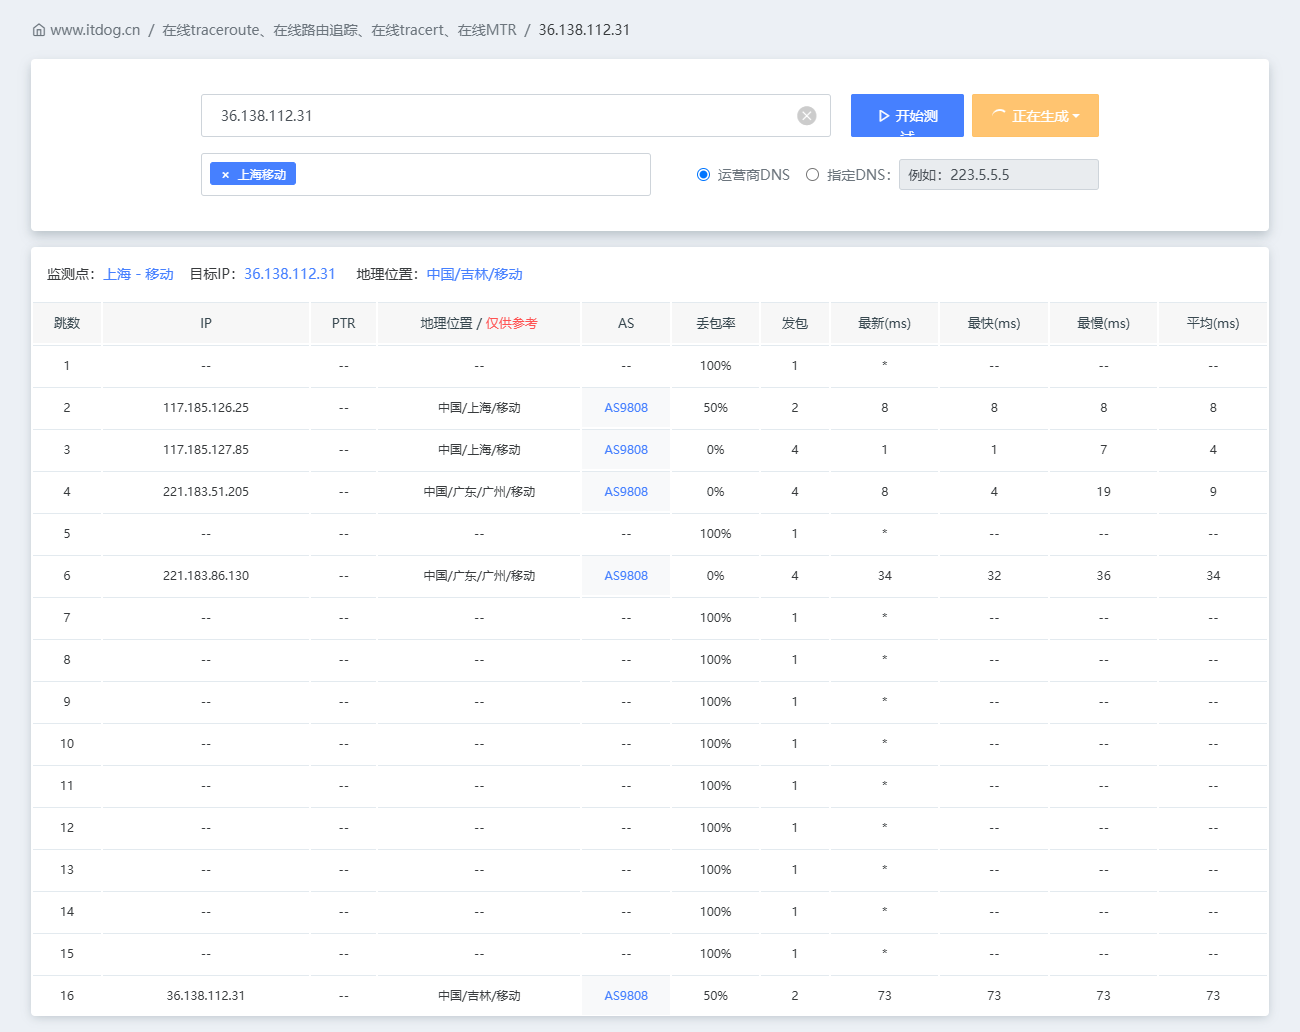 www.itdog.cn / 在线traceroute、在线路由追踪、在线tracert、在线MTR / 36.138.112.31
36.138.112.31 开始测试 正在生成
× 上海移动 运营商DNS 指定DNS: 例如：223.5.5.5
监测点：上海 - 移动 目标IP：36.138.112.31 地理位置：中国/吉林/移动
跳数 IP PTR 地理位置 / 仅供参考 AS 丢包率 发包 最新(ms) 最快(ms) 最慢(ms) 平均(ms)
1 -- -- -- -- 100% 1 * -- -- --
2 117.185.126.25 -- 中国/上海/移动 AS9808 50% 2 8 8 8 8
3 117.185.127.85 -- 中国/上海/移动 AS9808 0% 4 1 1 7 4
4 221.183.51.205 -- 中国/广东/广州/移动 AS9808 0% 4 8 4 19 9
5 -- -- -- -- 100% 1 * -- -- --
6 221.183.86.130 -- 中国/广东/广州/移动 AS9808 0% 4 34 32 36 34
7 -- -- -- -- 100% 1 * -- -- --
8 -- -- -- -- 100% 1 * -- -- --
9 -- -- -- -- 100% 1 * -- -- --
10 -- -- -- -- 100% 1 * -- -- --
11 -- -- -- -- 100% 1 * -- -- --
12 -- -- -- -- 100% 1 * -- -- --
13 -- -- -- -- 100% 1 * -- -- --
14 -- -- -- -- 100% 1 * -- -- --
15 -- -- -- -- 100% 1 * -- -- --
16 36.138.112.31 -- 中国/吉林/移动 AS9808 50% 2 73 73 73 73